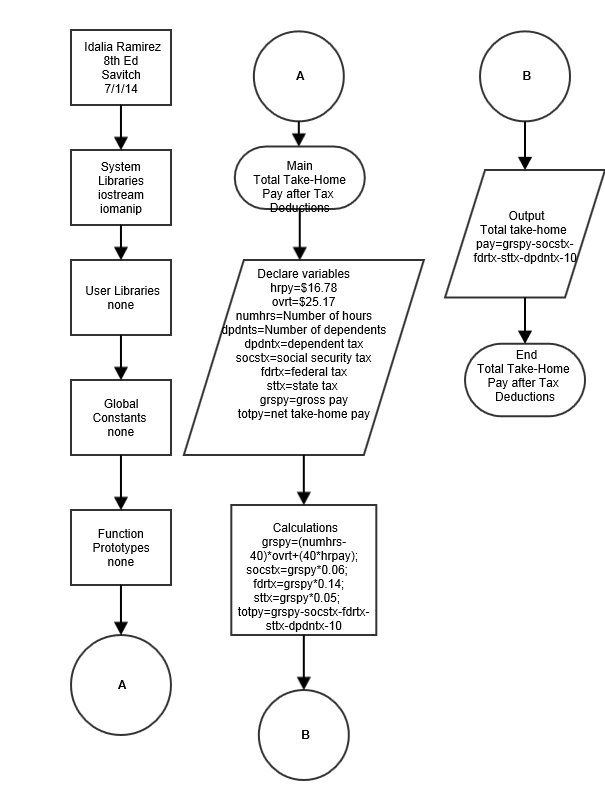 Idalia Ramirez
8th Ed
Savitch
7/1/14
System
Libraries
iostream
iomanip
User Libraries
none
Global
Constants
none
Function
Prototypes
none
A
A
Main
Total Take-Home
Pay after Tax
Deductions
Declare variables
hrpy=$16.78
ovrt=$25.17
numhrs=Number of hours
dpdnts=Number of dependents
dpdntx=dependent tax
socstx=social security tax
fdrtx=federal tax
sttx=state tax
grspy=gross pay
totpy=net take-home pay
Calculations
grspy=(numhrs-
40)*ovrt+(40*hrpay);
socstx=grspy*0.06;
fdrtx=grspy*0.14;
sttx=grspy*0.05;
totpy=grspy-socstx-fdrtx-
sttx-dpdntx-10
B
B
Output
Total take-home
pay=grspy-socstx-
fdrtx-sttx-dpdntx-10
End
Total Take-Home
Pay after Tax
Deductions